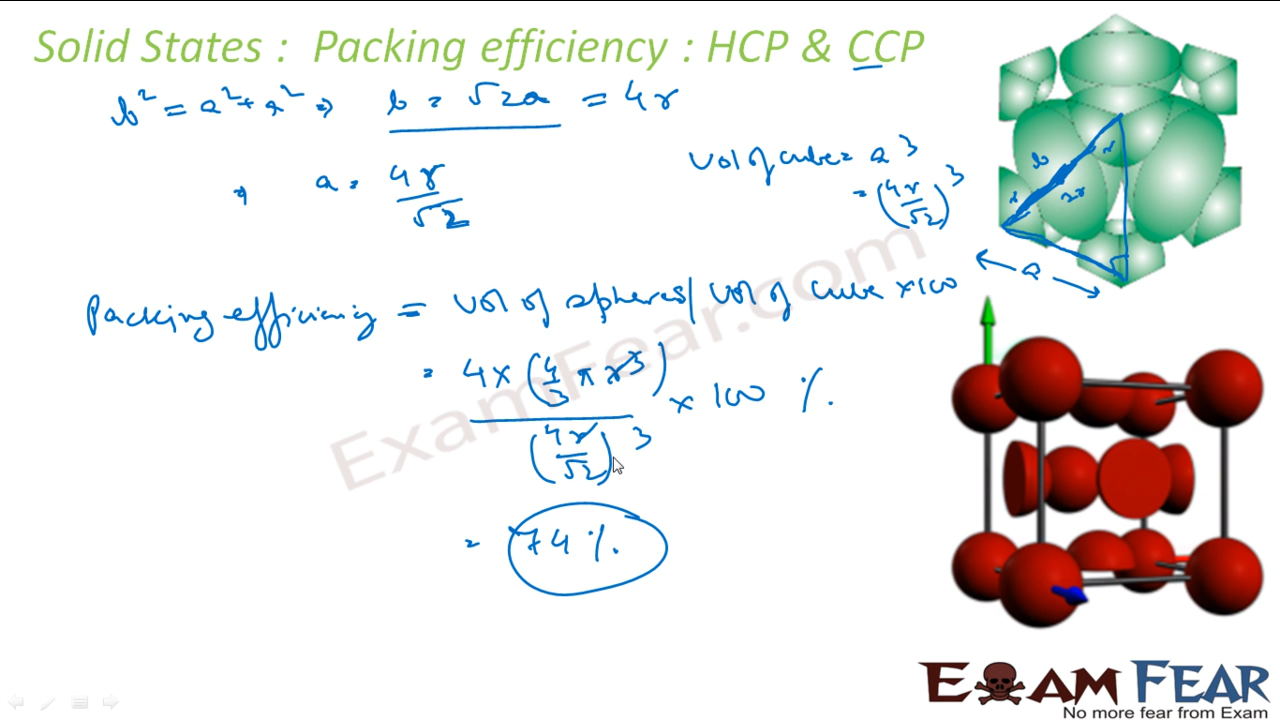 Solid States : Packing efficiency : HCP & CCP
b² = a² + a² ⇒ b = √2a = 4r
⇒ a = 4r/√2
Vol of cube = a³
= (4r/√2)³
b
r
2r
r
a
Packing efficiency = Vol of spheres / Vol of cube × 100
= 4 × (4/3 π r³) / (4r/√2)³ × 100 %.
= 74 %.
ExamFear.com
EXAM FEAR
No more fear from Exam